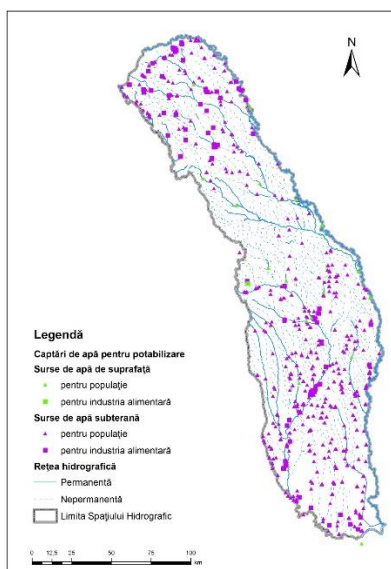 N
Legendă
Captări de apă pentru potabilizare
Surse de apă de suprafață
pentru populație
pentru industria alimentară
Surse de apă subterană
pentru populație
pentru industria alimentară
Rețea hidrografică
Permanentă
Nepermanentă
Limita Spațiului Hidrografic
0 12,5 25 50 75 100
km